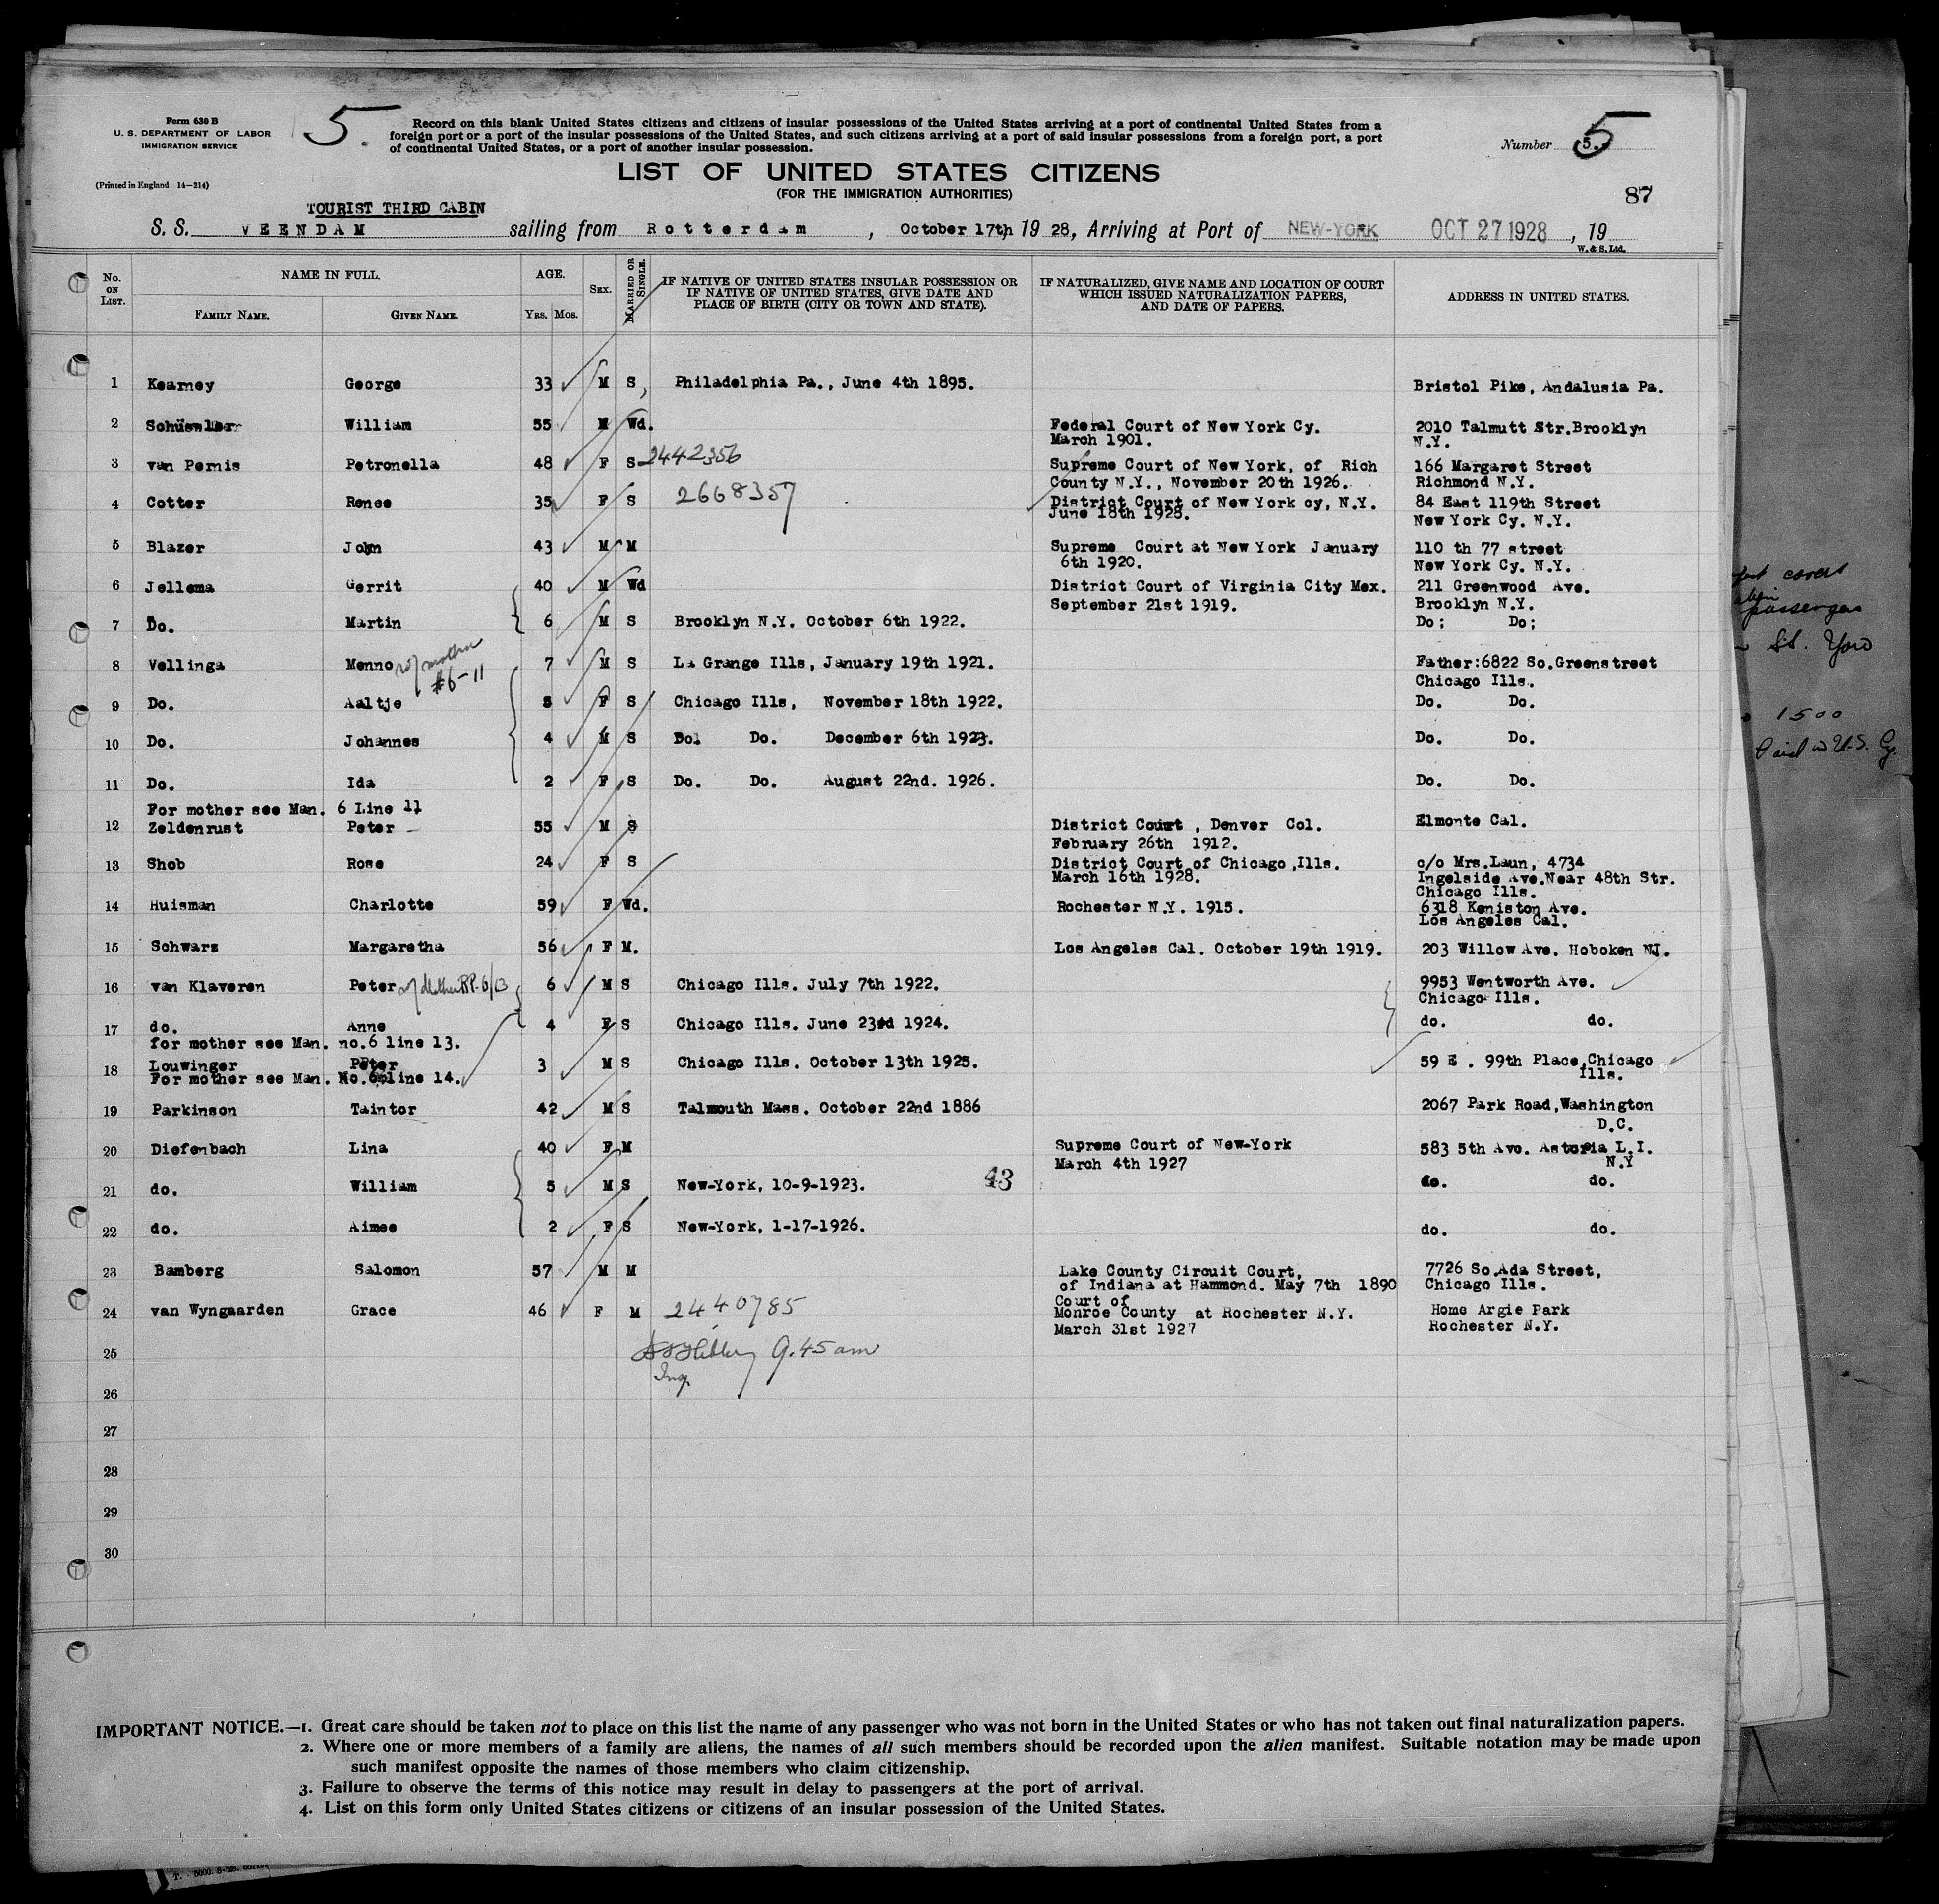 Form 630 B
U. S. DEPARTMENT OF LABOR
IMMIGRATION SERVICE
(Printed in England 14—214)
5.
Record on this blank United States citizens and citizens of insular possessions of the United States arriving at a port of continental United States from a
foreign port or a port of the insular possessions of the United States, and such citizens arriving at a port of said insular possessions from a foreign port, a port
of continental United States, or a port of another insular possession.
Number 5. 5
LIST OF UNITED STATES CITIZENS
(FOR THE IMMIGRATION AUTHORITIES)
87
TOURIST THIRD CABIN
S. S. VEENDAM sailing from Rotterdam, October 17th, 19 28, Arriving at Port of NEW-YORK OCT 27 1928, 19
W. & S. Ltd.
No. ON LIST. NAME IN FULL. AGE. SEX. MARRIED OR SINGLE. IF NATIVE OF UNITED STATES INSULAR POSSESSION OR IF NATIVE OF UNITED STATES, GIVE DATE AND PLACE OF BIRTH (CITY OR TOWN AND STATE). IF NATURALIZED, GIVE NAME AND LOCATION OF COURT WHICH ISSUED NATURALIZATION PAPERS, AND DATE OF PAPERS. ADDRESS IN UNITED STATES.
FAMILY NAME. GIVEN NAME. YRS. MOS.
1 Kearney George 33 M S, Philadelphia Pa., June 4th 1895. Bristol Pike, Andalusia Pa.
2 William 55 M Wd. Federal Court of New York Cy. 2010 Talmutt Str.Brooklyn
March 1901. N.Y.
3 van Pernis Petronella 48 F S 2442356 Supreme Court of New York, of Rich 166 Margaret Street
County N.Y., November 20th 1926. Richmond N.Y.
4 Cotter Renee 35 F S 2668357 District Court of New York cy, N.Y. 84 East 119th Street
June 18th 1928. New York Cy. N.Y.
5 Blazer John 43 M M Supreme Court at New York January 110 th 77 street
6th 1920. New York Cy. N.Y.
6 Jellema Gerrit 40 M Wd District Court of Virginia City Mex. 211 Greenwood Ave.
September 21st 1919. Brooklyn N.Y.
7 Do. Martin 6 M S Brooklyn N.Y. October 6th 1922. Do; Do;
8 Vellinga Menno w/ mother #6-11 7 M S La Grange Ills, January 19th 1921. Father:6822 So.Greenstreet
Chicago Ills.
9 Do. Aaltje 5 F S Chicago Ills, November 18th 1922. Do. Do.
10 Do. Johannes 4 M S Do. Do. December 6th 1923. Do. Do.
11 Do. Ida 2 F S Do. Do. August 22nd. 1926. Do. Do.
For mother see Man. 6 Line 11
12 Zeldenrust Peter 55 M S District Court, Denver Col. Elmonte Cal.
February 26th 1912.
13 Shob Rose 24 F S District Court of Chicago,Ills. c/o Mrs.Laun, 4734
March 16th 1928. Ingelside Ave.Near 48th Str.
Chicago Ills.
14 Huisman Charlotte 59 F Wd. Rochester N.Y. 1915. 6318 Keniston Ave.
Los Angeles Cal.
15 Schwarz Margaretha 56 F M. Los Angeles Cal. October 19th 1919. 203 Willow Ave. Hoboken NJ.
16 van Klaveren Peter w/ Mother P. 6/13 6 M S Chicago Ills. July 7th 1922. 9953 Wentworth Ave.
Chicago Ills.
17 do. Anne 4 F S Chicago Ills. June 23rd 1924. do. do.
for mother see Man. no.6 line 13.
18 Louwinger Peter 3 M S Chicago Ills. October 13th 1925. 59 E . 99th Place,Chicago
For mother see Man. No.6 line 14. Ills.
19 Parkinson Taintor 42 M S Talmouth Mass. October 22nd 1886 2067 Park Road,Washington
D.C.
20 Diefenbach Lina 40 F M Supreme Court of New-York 583 5th Ave. Astoria L.I.
March 4th 1927 N.Y
21 do. William 5 M S New-York, 10-9-1923. 43 do. do.
22 do. Aimee 2 F S New-York, 1-17-1926. do. do.
23 Bamberg Salomon 57 M M Lake County Circuit Court, 7726 So.Ada Street,
of Indiana at Hammond. May 7th 1890 Chicago Ills.
24 van Wyngaarden Grace 46 F M 2440785 Court of
Monroe County at Rochester N.Y. Home Argie Park
March 31st 1927 Rochester N.Y.
25 9.45 am
Insp.
26
27
28
29
30
covers
passenger
S.S.
1500
Paid in U.S. Cy.
IMPORTANT NOTICE.—1. Great care should be taken not to place on this list the name of any passenger who was not born in the United States or who has not taken out final naturalization papers.
2. Where one or more members of a family are aliens, the names of all such members should be recorded upon the alien manifest. Suitable notation may be made upon
such manifest opposite the names of those members who claim citizenship.
3. Failure to observe the terms of this notice may result in delay to passengers at the port of arrival.
4. List on this form only United States citizens or citizens of an insular possession of the United States.